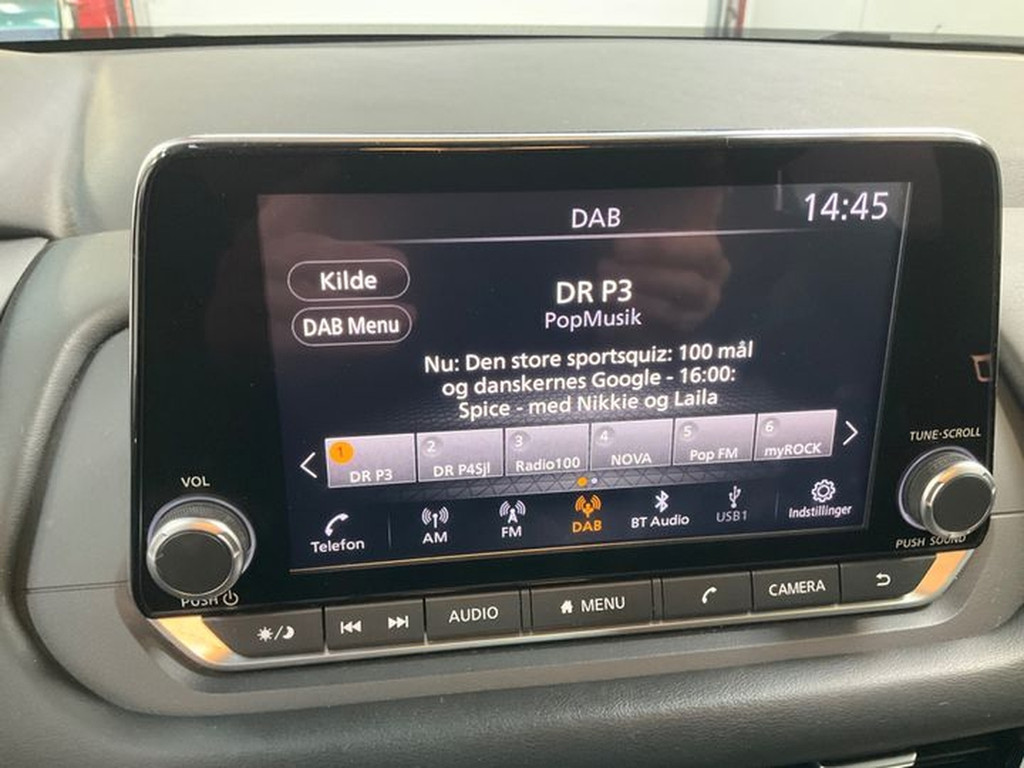 DAB
14:45
Kilde
DAB Menu
DR P3
PopMusik
Nu: Den store sportsquiz: 100 mål
og danskernes Google - 16:00:
Spice - med Nikkie og Laila
1 2 3 4 5 6
DR P3 DR P4Sjl Radio100 NOVA Pop FM myROCK
Telefon AM FM DAB BT Audio USB1 Indstillinger
VOL
PUSH
TUNE·SCROLL
PUSH SOUND
AUDIO MENU CAMERA